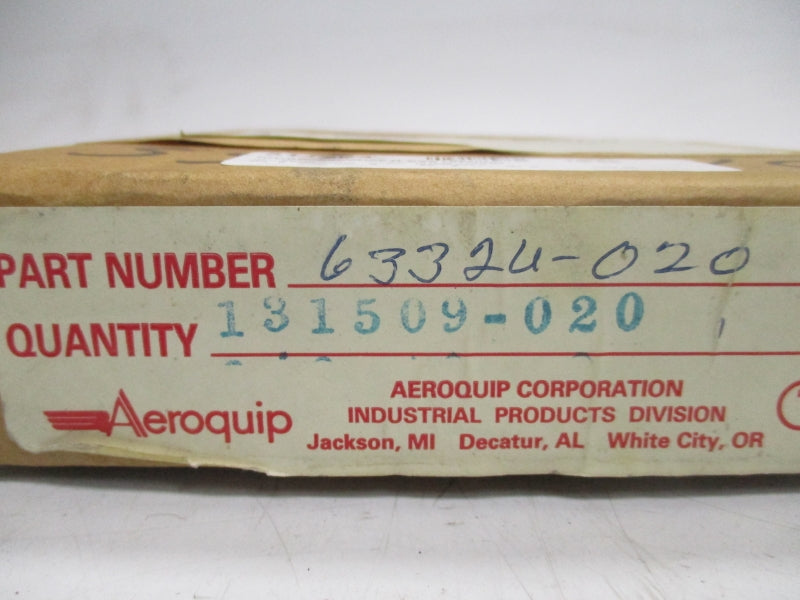 PART NUMBER 6332U-020
QUANTITY 131509-020
Aeroquip
AEROQUIP CORPORATION
INDUSTRIAL PRODUCTS DIVISION
Jackson, MI Decatur, AL White City, OR